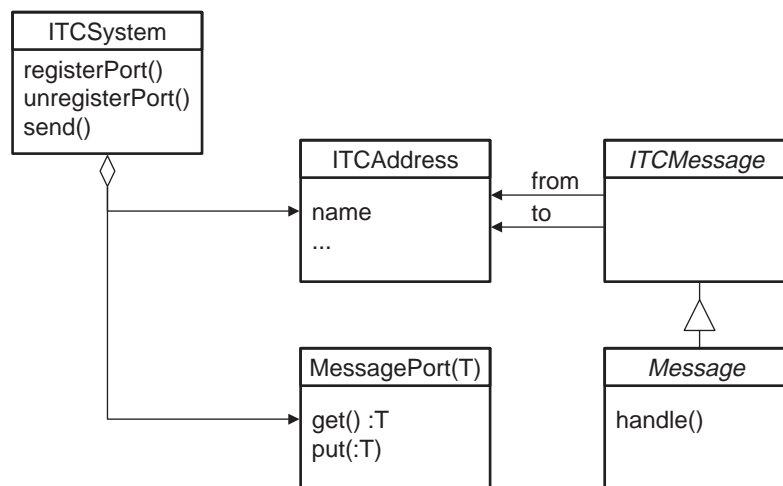 ITCSystem
registerPort()
unregisterPort()
send()
ITCAddress
name
...
from
to
ITCMessage
MessagePort(T)
get() :T
put(:T)
Message
handle()